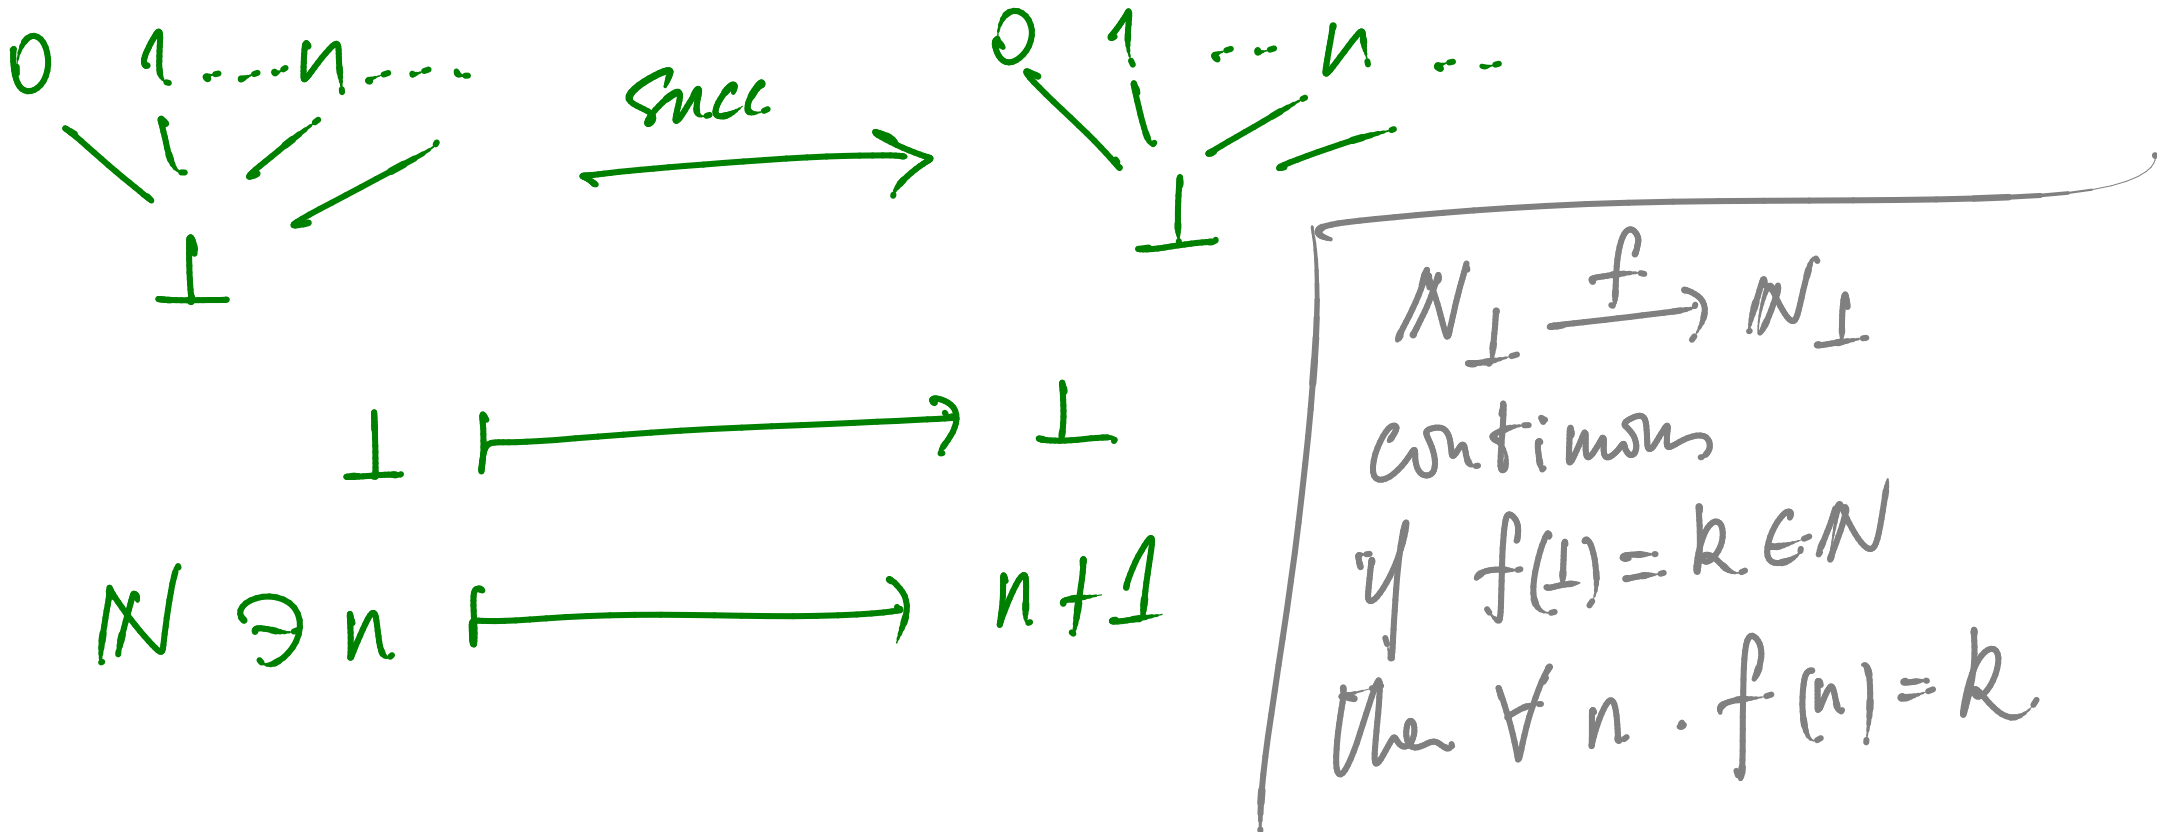 0 1 ... n ...
succ
0 1 ... n ...
⊥
⊥
⊥ ⟼ ⊥
ℕ ∋ n ⟼ n+1
ℕ⊥ f→ ℕ⊥
continuous
if f(⊥) = k ∈ ℕ
then ∀ n . f(n) = k